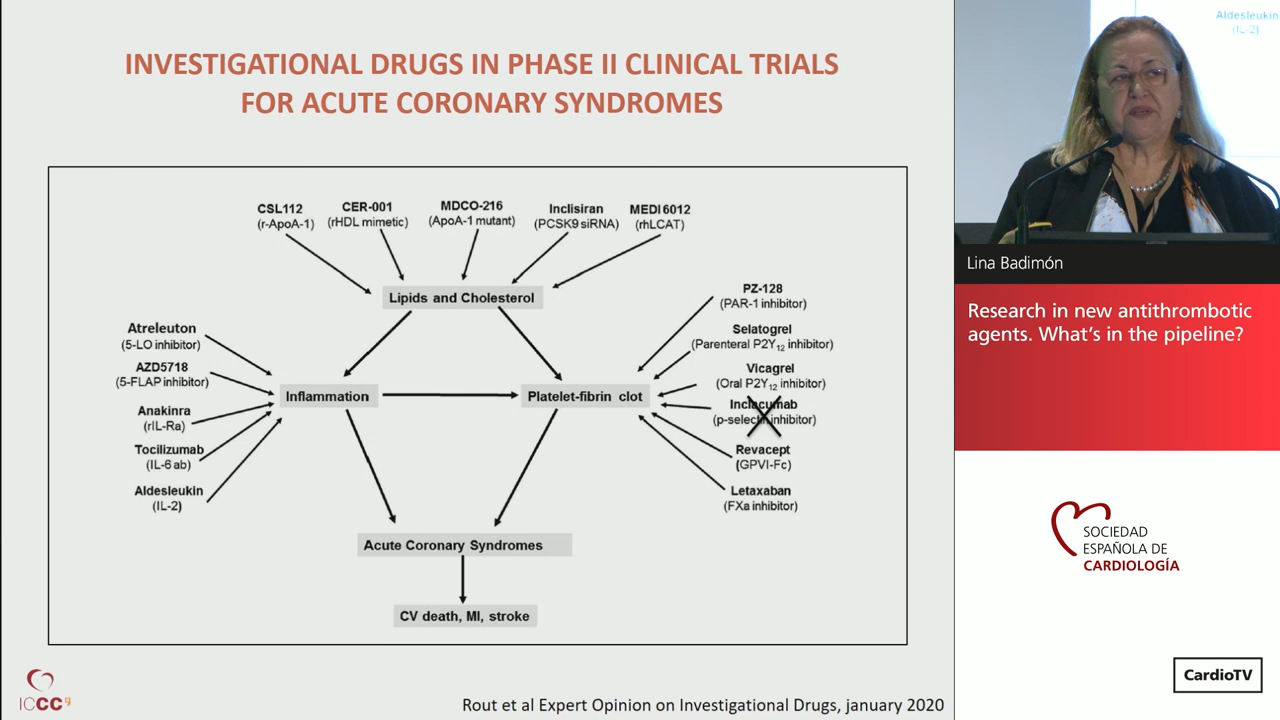 INVESTIGATIONAL DRUGS IN PHASE II CLINICAL TRIALS
FOR ACUTE CORONARY SYNDROMES
CSL112
(r-ApoA-1)
CER-001
(rHDL mimetic)
MDCO-216
(ApoA-1 mutant)
Inclisiran
(PCSK9 siRNA)
MEDI 6012
(rhLCAT)
Lipids and Cholesterol
Atreleuton
(5-LO inhibitor)
AZD5718
(5-FLAP inhibitor)
Anakinra
(rIL-Ra)
Tocilizumab
(IL-6 ab)
Aldesleukin
(IL-2)
Inflammation
Platelet-fibrin clot
PZ-128
(PAR-1 inhibitor)
Selatogrel
(Parenteral P2Y12 inhibitor)
Vicagrel
(Oral P2Y12 inhibitor)
Inclacumab
(p-selectin inhibitor)
Revacept
(GPVI-Fc)
Letaxaban
(FXa inhibitor)
Acute Coronary Syndromes
CV death, MI, stroke
ICCC
Rout et al Expert Opinion on Investigational Drugs, january 2020
Aldesleukin
(IL-2)
Lina Badimón
Research in new antithrombotic
agents. What's in the pipeline?
SOCIEDAD
ESPAÑOLA DE
CARDIOLOGÍA
CardioTV